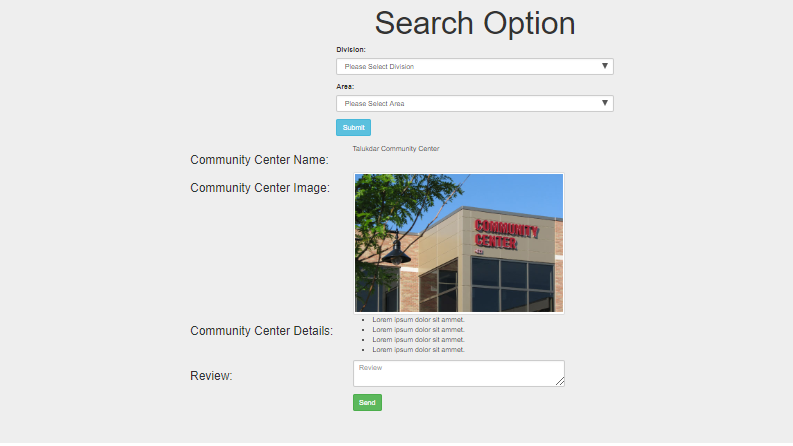 Search Option
Division:
Please Select Division
Area:
Please Select Area
Submit
Talukdar Community Center
Community Center Name:
Community Center Image:
COMMUNITY
CENTER
Community Center Details:
Lorem ipsum dolor sit ammet.
Lorem ipsum dolor sit ammet.
Lorem ipsum dolor sit ammet.
Lorem ipsum dolor sit ammet.
Review:
Review
Send